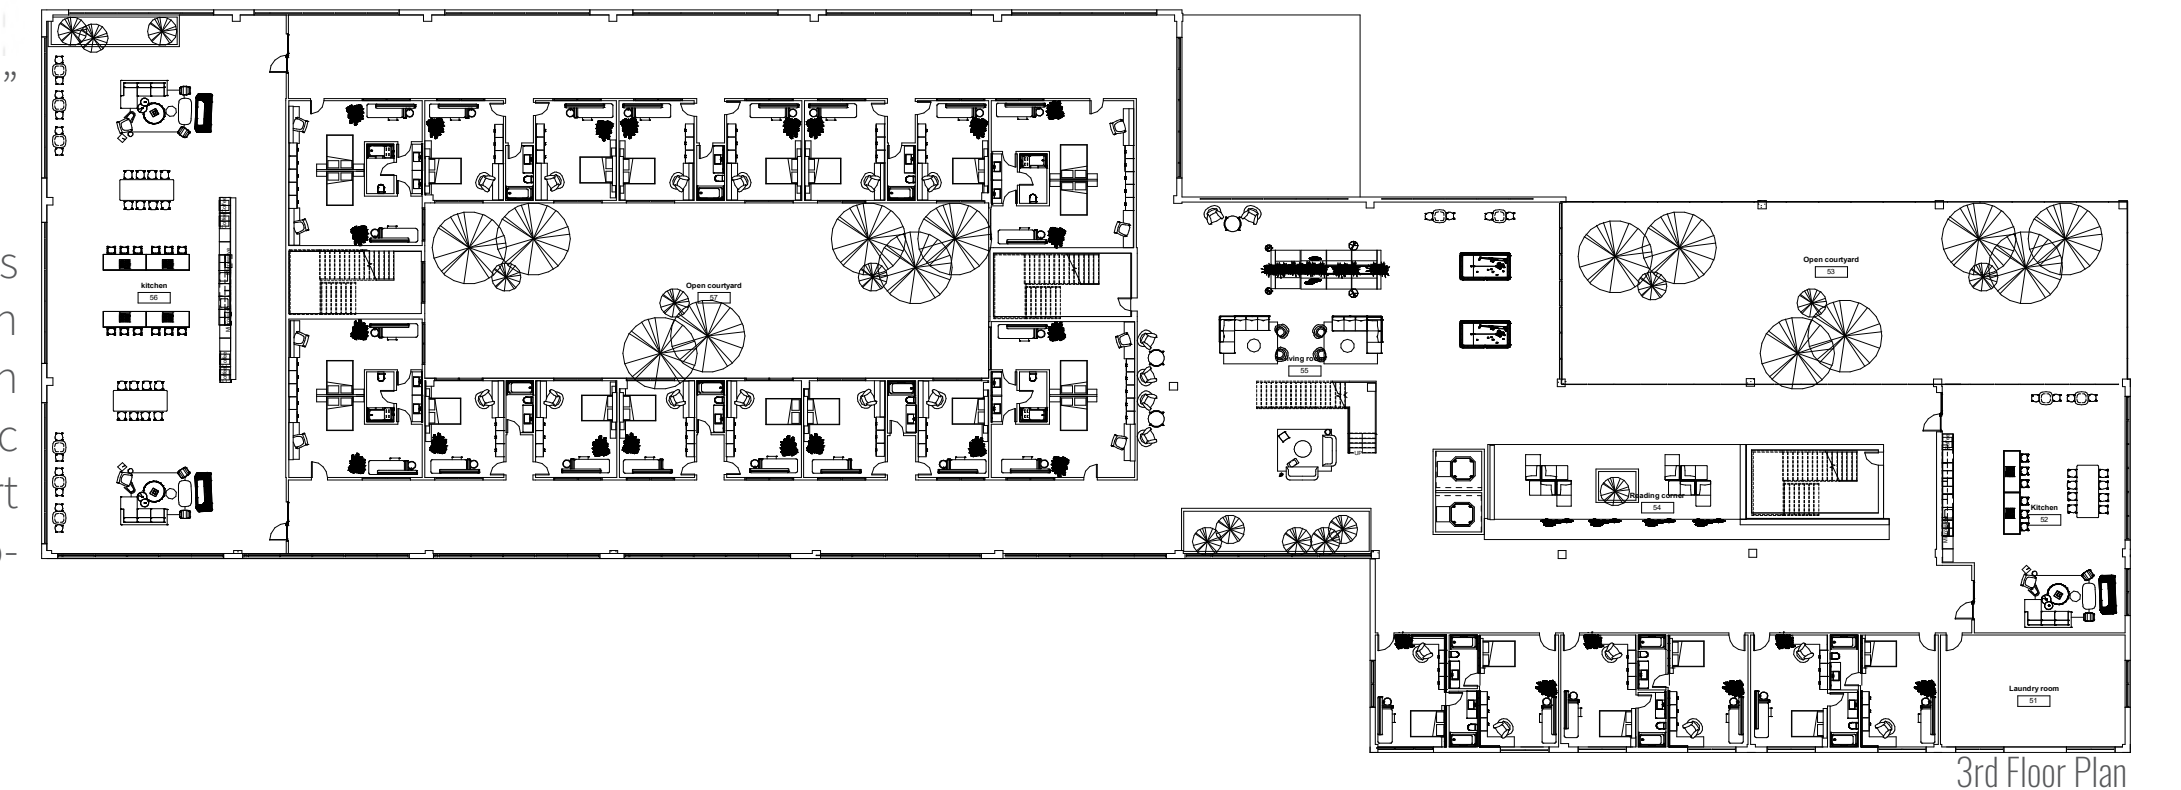 ”
s
n
n
c
rt
o-
kitchen
56
Open courtyard
57
Open courtyard
53
Living room
55
Reading corner
54
Kitchen
52
Laundry room
51
3rd Floor Plan